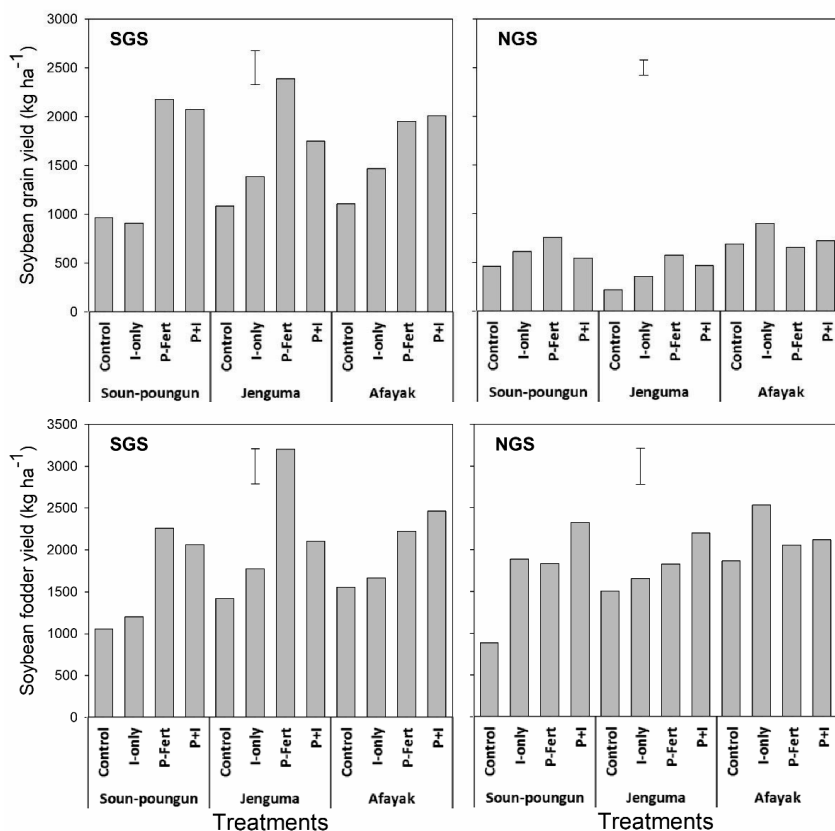 SGS
NGS
Soybean grain yield (kg ha⁻¹)
3000
2500
2000
1500
1000
500
0
Control I-only P-Fert P+I Control I-only P-Fert P+I Control I-only P-Fert P+I
Soun-poungun Jenguma Afayak
Control I-only P-Fert P+I Control I-only P-Fert P+I Control I-only P-Fert P+I
Soun-poungun Jenguma Afayak
SGS
NGS
Soybean fodder yield (kg ha⁻¹)
3500
3000
2500
2000
1500
1000
500
0
Control I-only P-Fert P+I Control I-only P-Fert P+I Control I-only P-Fert P+I
Soun-poungun Jenguma Afayak
Treatments
Control I-only P-Fert P+I Control I-only P-Fert P+I Control I-only P-Fert P+I
Soun-poungun Jenguma Afayak
Treatments